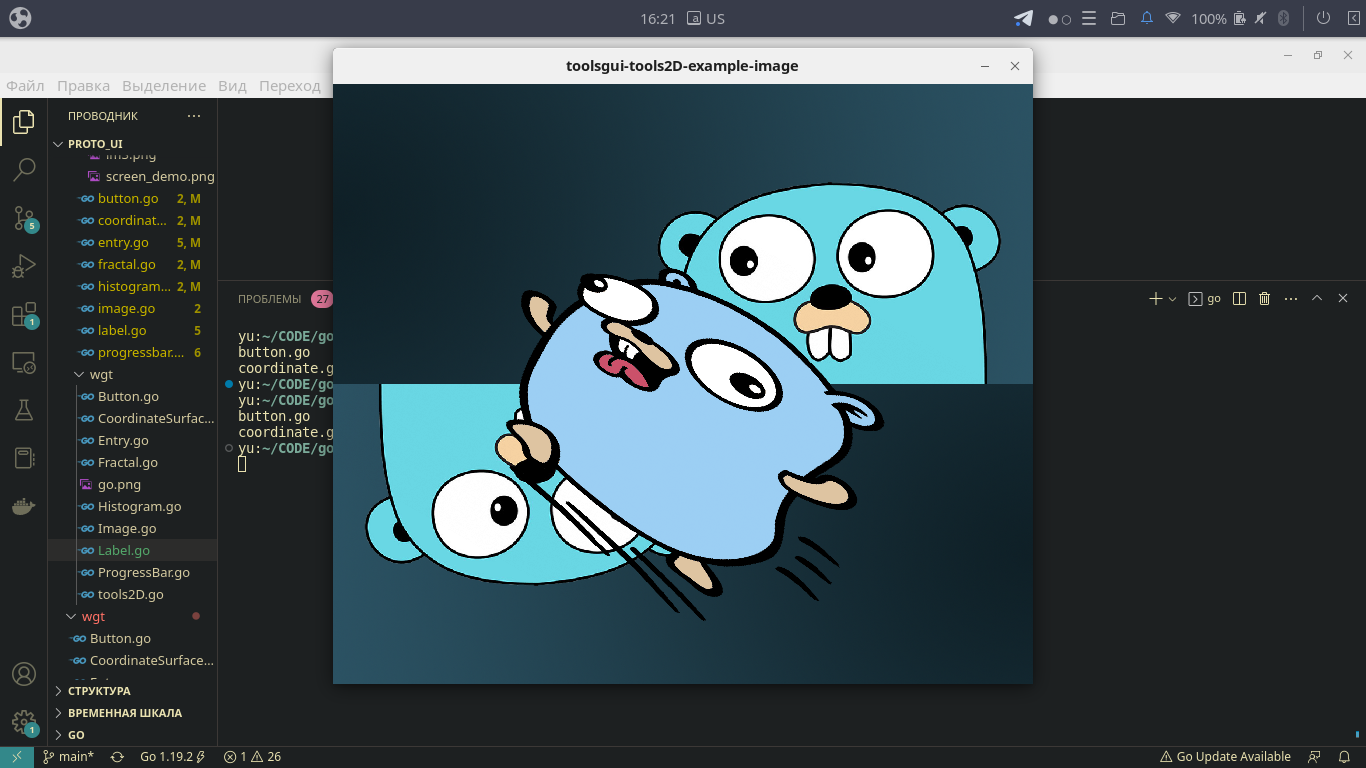 16:21 a US
100%
toolsgui-tools2D-example-image
Файл Правка Выделение Вид Переход
ПРОВОДНИК
PROTO_UI
im3.png
screen_demo.png
button.go 2, M
coordinat... 2, M
entry.go 5, M
fractal.go 2, M
histogram... 2, M
image.go 2
label.go 5
progressbar.... 6
wgt
Button.go
CoordinateSurfac...
Entry.go
Fractal.go
go.png
Histogram.go
Image.go
Label.go
ProgressBar.go
tools2D.go
wgt
Button.go
CoordinateSurface...
СТРУКТУРА
ВРЕМЕННАЯ ШКАЛА
GO
5
1
1
ПРОБЛЕМЫ 27
go
yu:~/CODE/go
button.go
coordinate.g
yu:~/CODE/go
yu:~/CODE/go
button.go
coordinate.g
yu:~/CODE/go
main* Go 1.19.2 1 26
Go Update Available